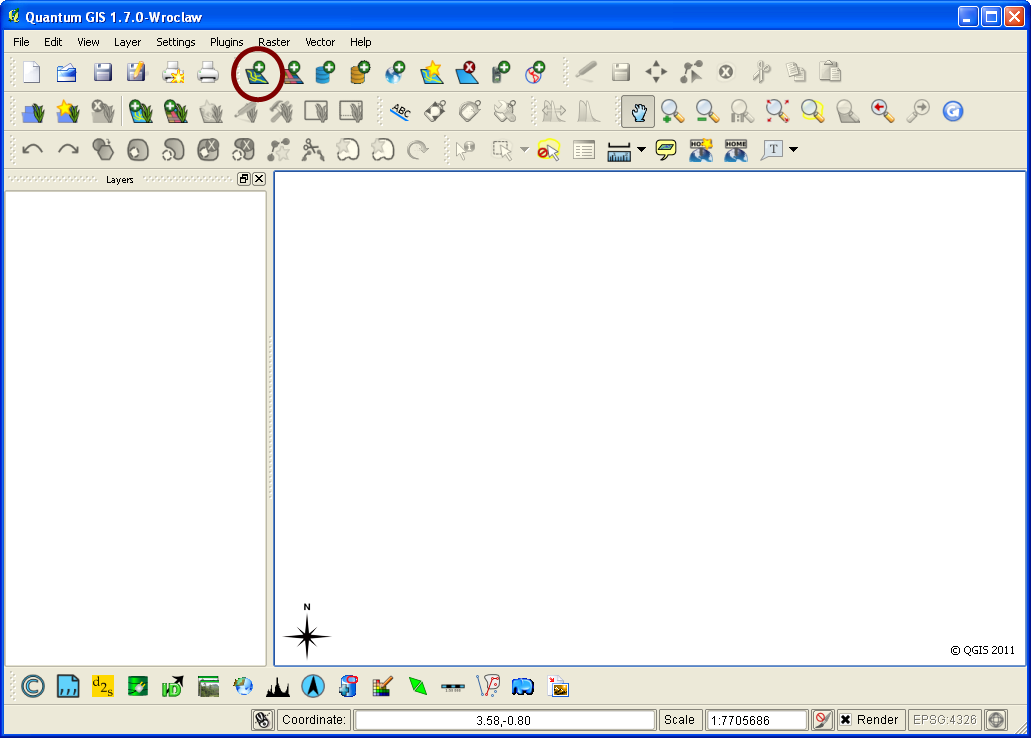 Quantum GIS 1.7.0-Wroclaw
File Edit View Layer Settings Plugins Raster Vector Help
ABC
HOME HOME T
Layers
N
© QGIS 2011
© d2s
Coordinate: 3.58,-0.80 Scale 1:7705686 Render EPSG:4326